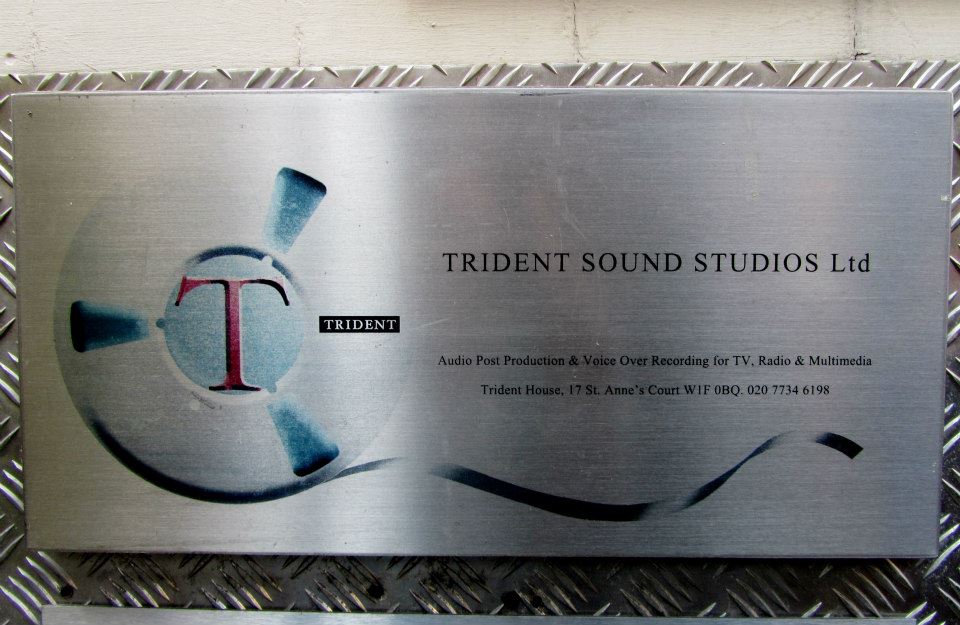 T
TRIDENT
TRIDENT SOUND STUDIOS Ltd
Audio Post Production & Voice Over Recording for TV, Radio & Multimedia
Trident House, 17 St. Anne's Court W1F 0BQ. 020 7734 6198